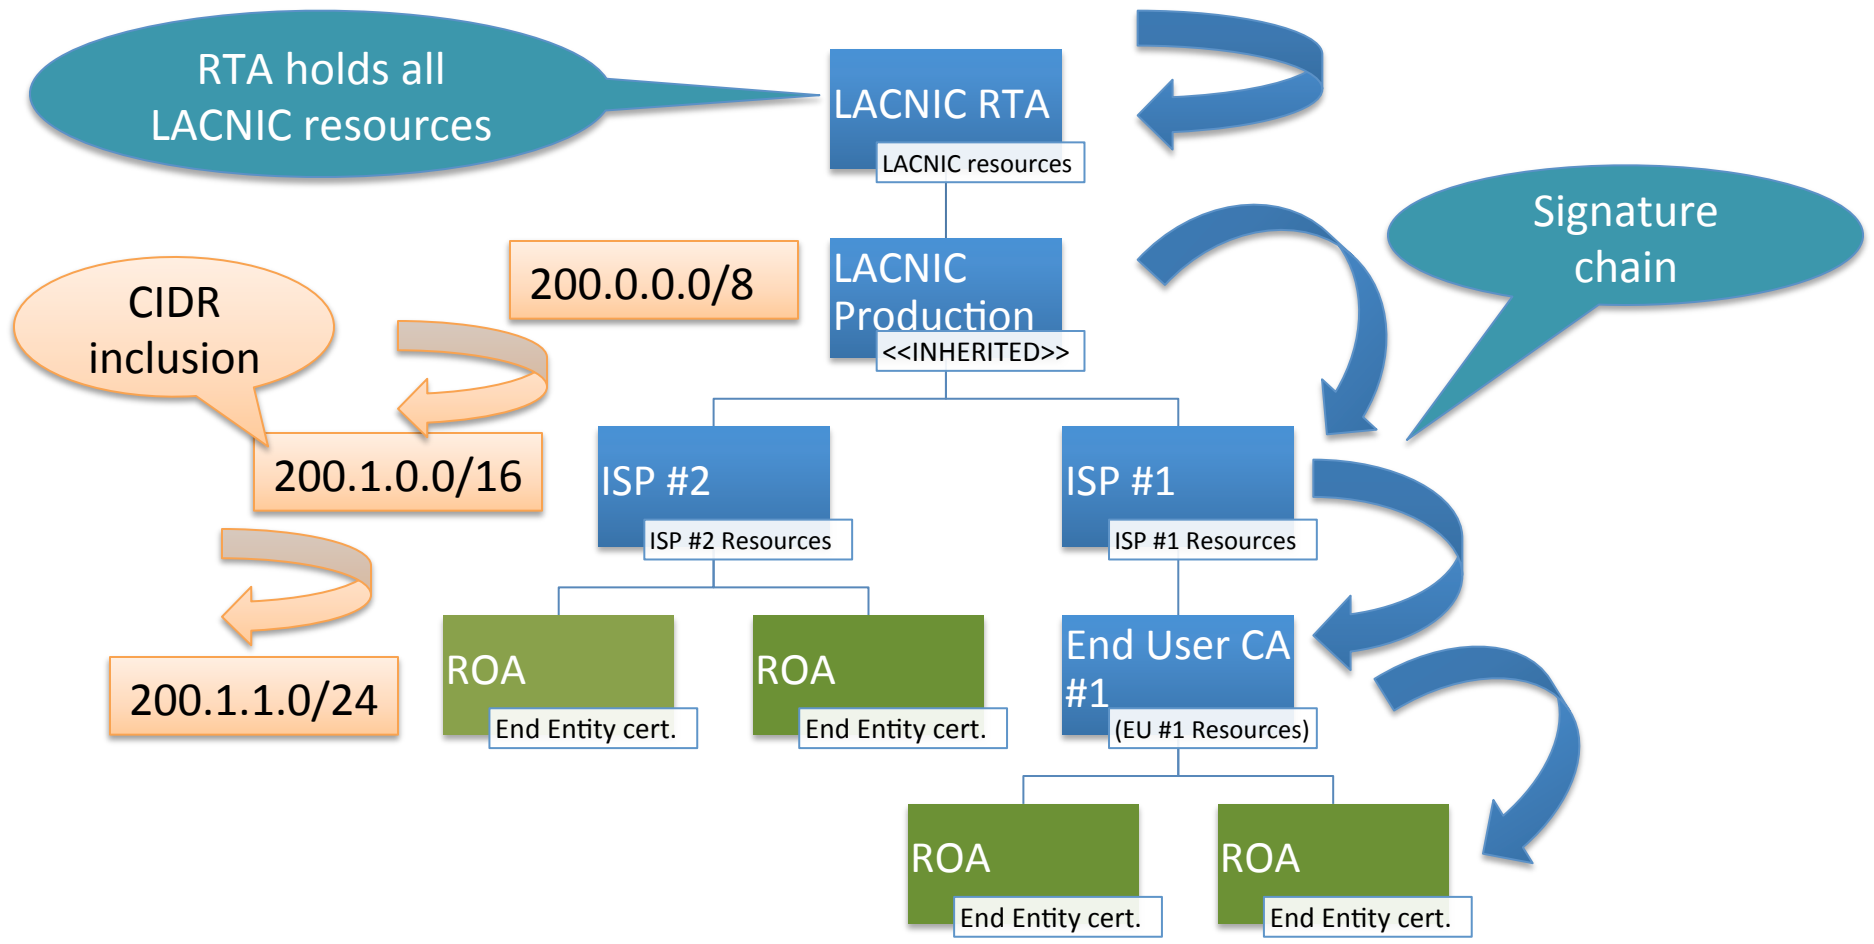 RTA holds all
LACNIC resources
LACNIC RTA
LACNIC resources
Signature
chain
200.0.0.0/8
LACNIC
Production
<<INHERITED>>
CIDR
inclusion
200.1.0.0/16
ISP #2
ISP #2 Resources
ISP #1
ISP #1 Resources
200.1.1.0/24
ROA
End Entity cert.
ROA
End Entity cert.
End User CA
#1
(EU #1 Resources)
ROA
End Entity cert.
ROA
End Entity cert.